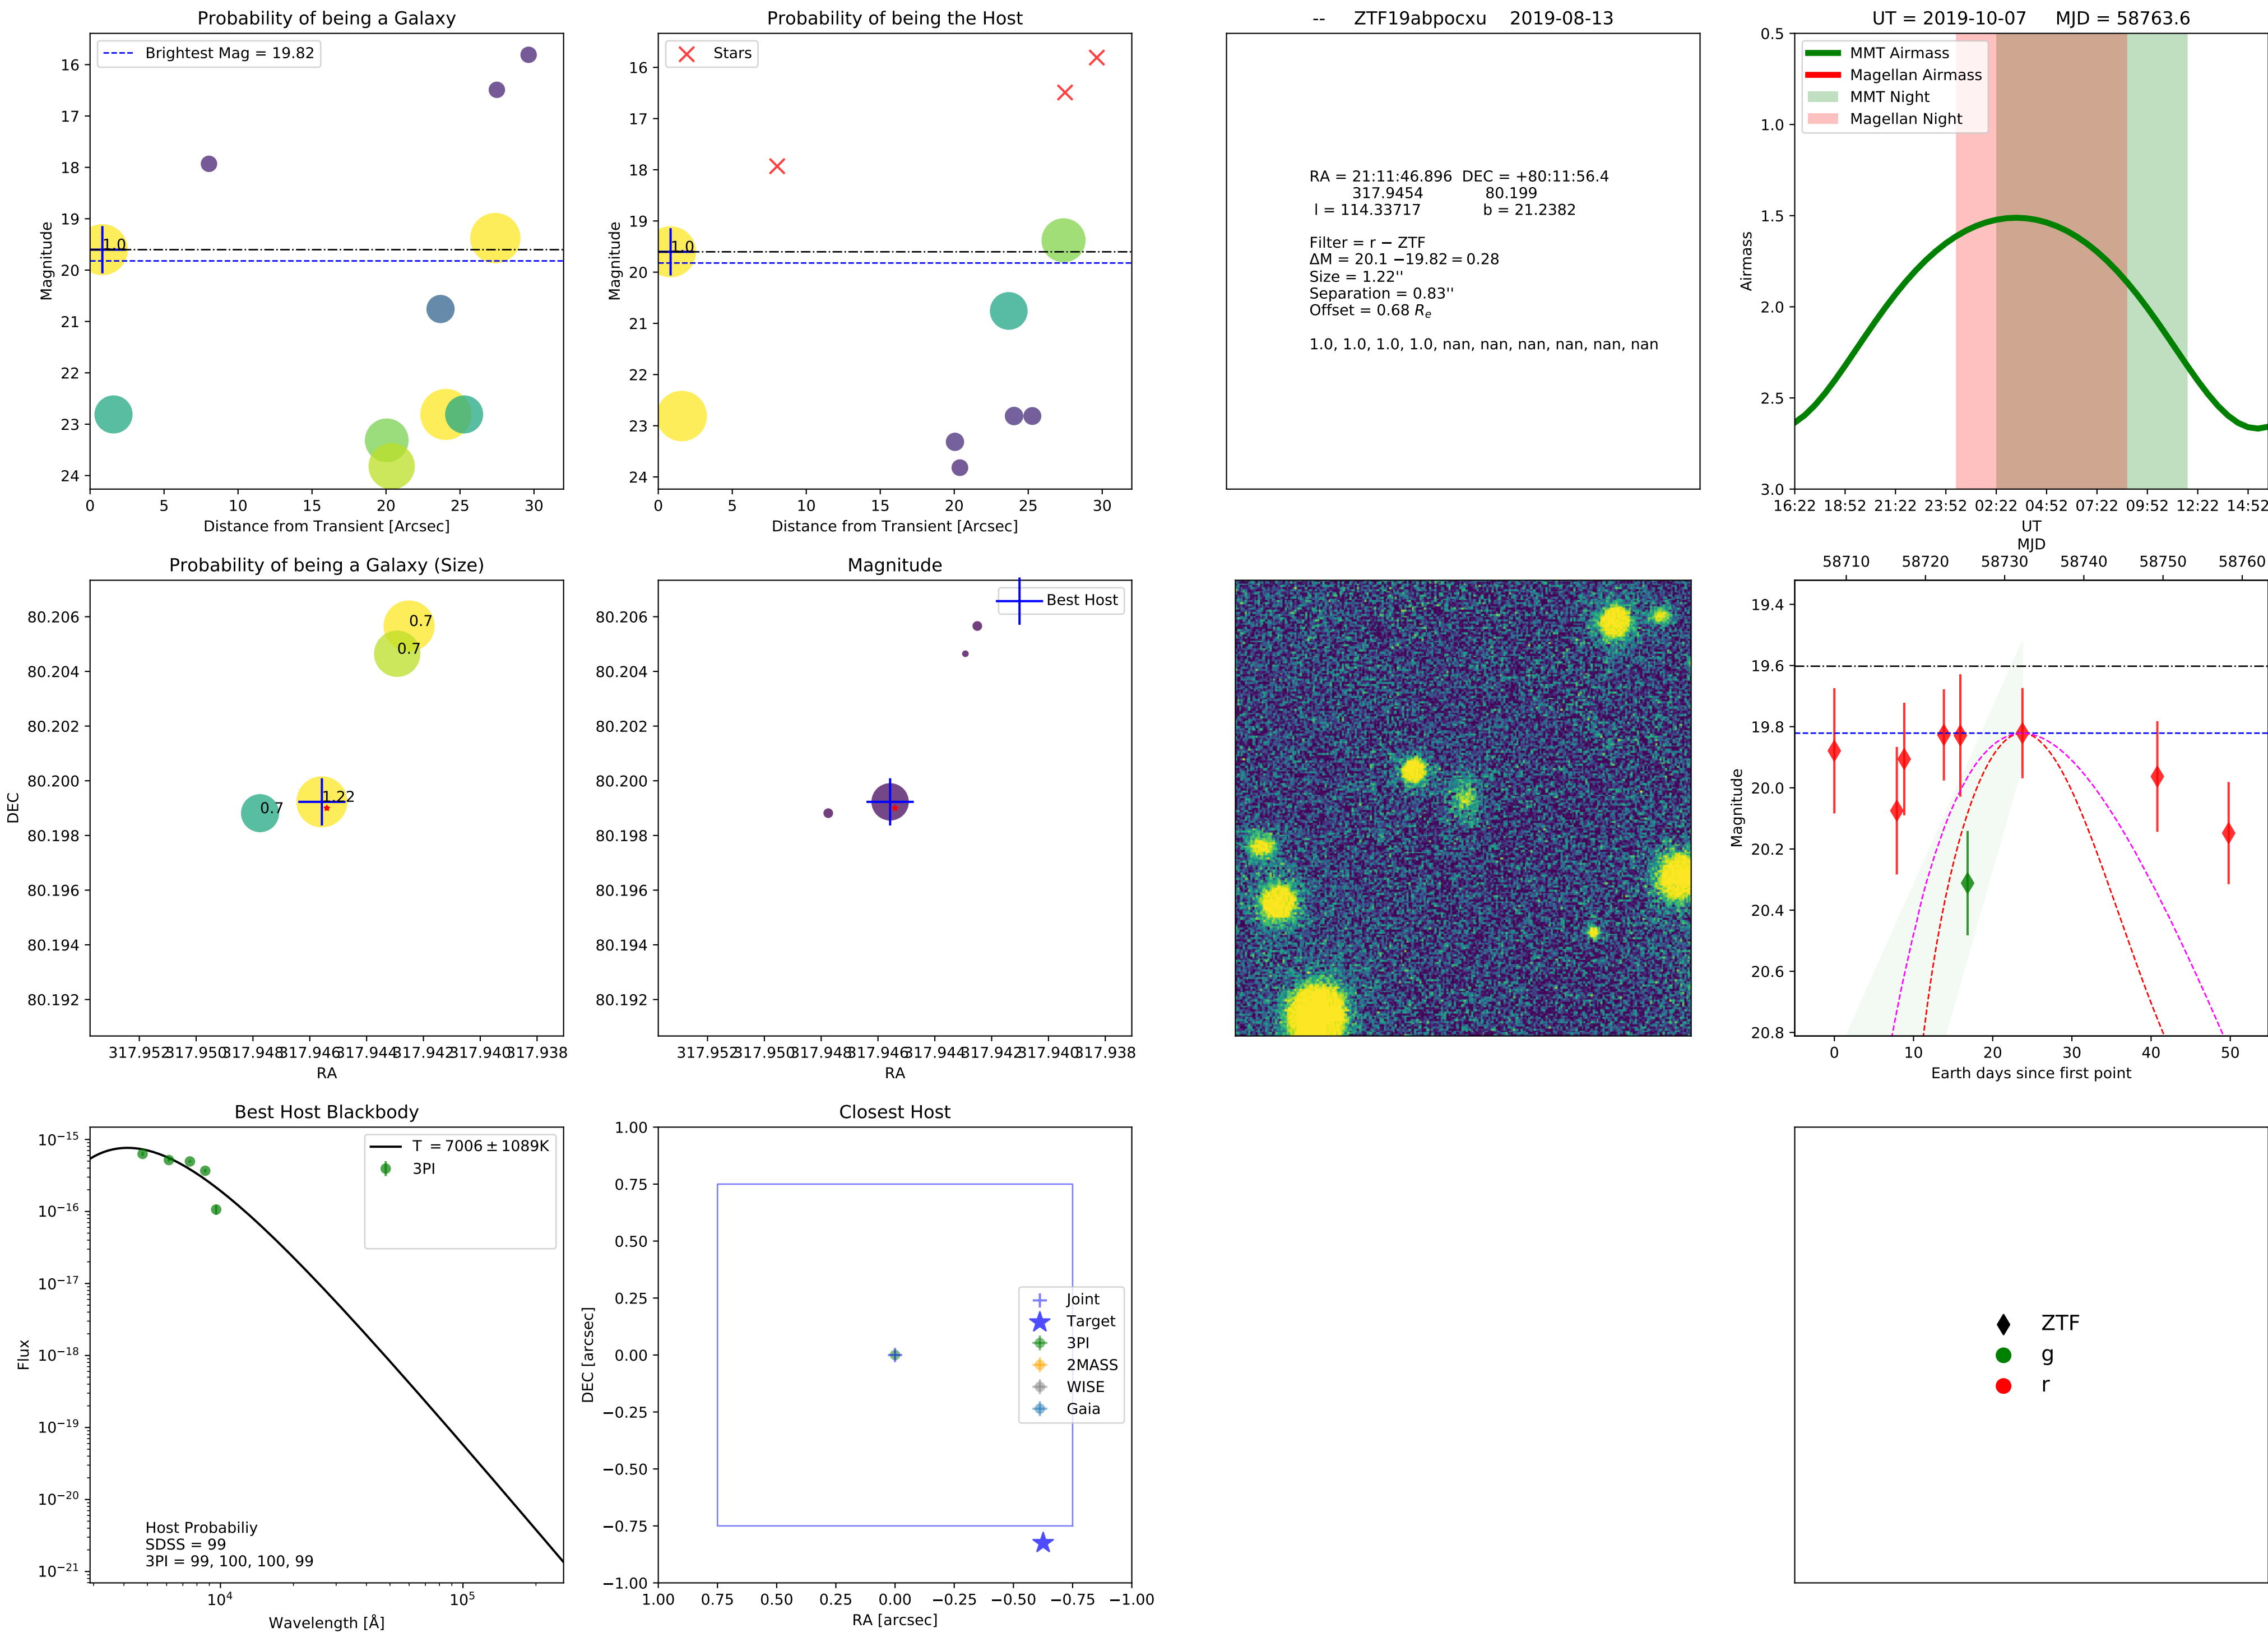 Probability of being a Galaxy
Brightest Mag = 19.82
1.0
16
17
18
19
20
21
22
23
24
Magnitude
0 5 10 15 20 25 30
Distance from Transient [Arcsec]
Probability of being the Host
Stars
1.0
16
17
18
19
20
21
22
23
24
Magnitude
0 5 10 15 20 25 30
Distance from Transient [Arcsec]
-- ZTF19abpocxu 2019-08-13
RA = 21:11:46.896 DEC = +80:11:56.4
317.9454 80.199
l = 114.33717 b = 21.2382
Filter = r − ZTF
ΔM = 20.1 −19.82 = 0.28
Size = 1.22''
Separation = 0.83''
Offset = 0.68 Re
1.0, 1.0, 1.0, 1.0, nan, nan, nan, nan, nan, nan
UT = 2019-10-07 MJD = 58763.6
MMT Airmass
Magellan Airmass
MMT Night
Magellan Night
0.5
1.0
1.5
2.0
2.5
3.0
Airmass
16:22 18:52 21:22 23:52 02:22 04:52 07:22 09:52 12:22 14:52
UT
Probability of being a Galaxy (Size)
0.7
0.7
1.22
0.7
80.206
80.204
80.202
80.200
80.198
80.196
80.194
80.192
DEC
317.952 317.950 317.948 317.946 317.944 317.942 317.940 317.938
RA
Magnitude
Best Host
80.206
80.204
80.202
80.200
80.198
80.196
80.194
80.192
317.952 317.950 317.948 317.946 317.944 317.942 317.940 317.938
RA
MJD
58710 58720 58730 58740 58750 58760
19.4
19.6
19.8
20.0
20.2
20.4
20.6
20.8
Magnitude
0 10 20 30 40 50
Earth days since first point
Best Host Blackbody
T = 7006 ± 1089K
3PI
10−15
10−16
10−17
10−18
10−19
10−20
10−21
Flux
Host Probabiliy
SDSS = 99
3PI = 99, 100, 100, 99
104 105
Wavelength [Å]
Closest Host
Joint
Target
3PI
2MASS
WISE
Gaia
1.00
0.75
0.50
0.25
0.00
−0.25
−0.50
−0.75
−1.00
DEC [arcsec]
1.00 0.75 0.50 0.25 0.00 −0.25 −0.50 −0.75 −1.00
RA [arcsec]
ZTF
g
r